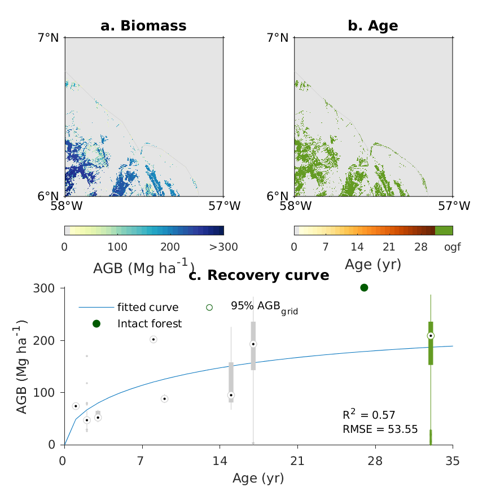 a. Biomass
b. Age
7°N
7°N
6°N
6°N
58°W
57°W
58°W
57°W
0
100
200
>300
0
7
14
21
28
ogf
AGB (Mg ha⁻¹)
Age (yr)
c. Recovery curve
300
200
100
0
AGB (Mg ha⁻¹)
fitted curve
95% AGB_grid
Intact forest
R² = 0.57
RMSE = 53.55
0
7
14
21
28
35
Age (yr)